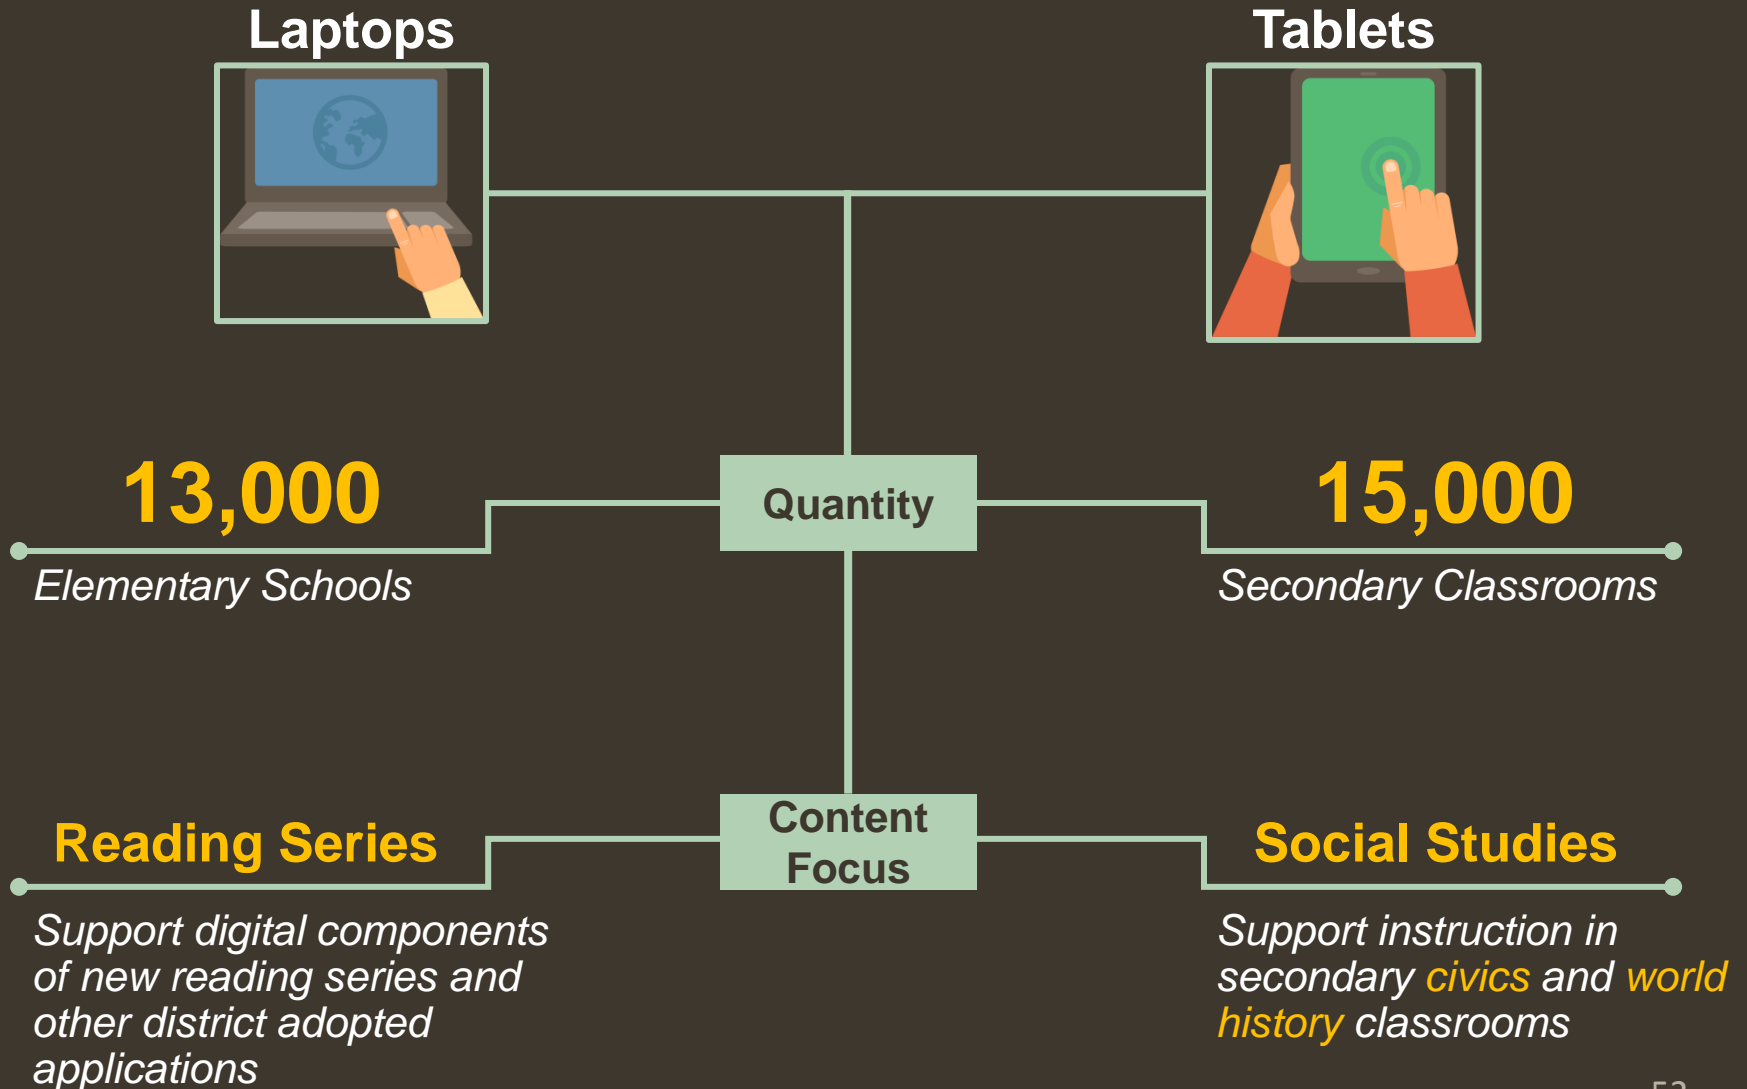 Laptops
Tablets
13,000
Quantity
15,000
Elementary Schools
Secondary Classrooms
Reading Series
Content
Focus
Social Studies
Support digital components
of new reading series and
other district adopted
applications
Support instruction in
secondary civics and world
history classrooms